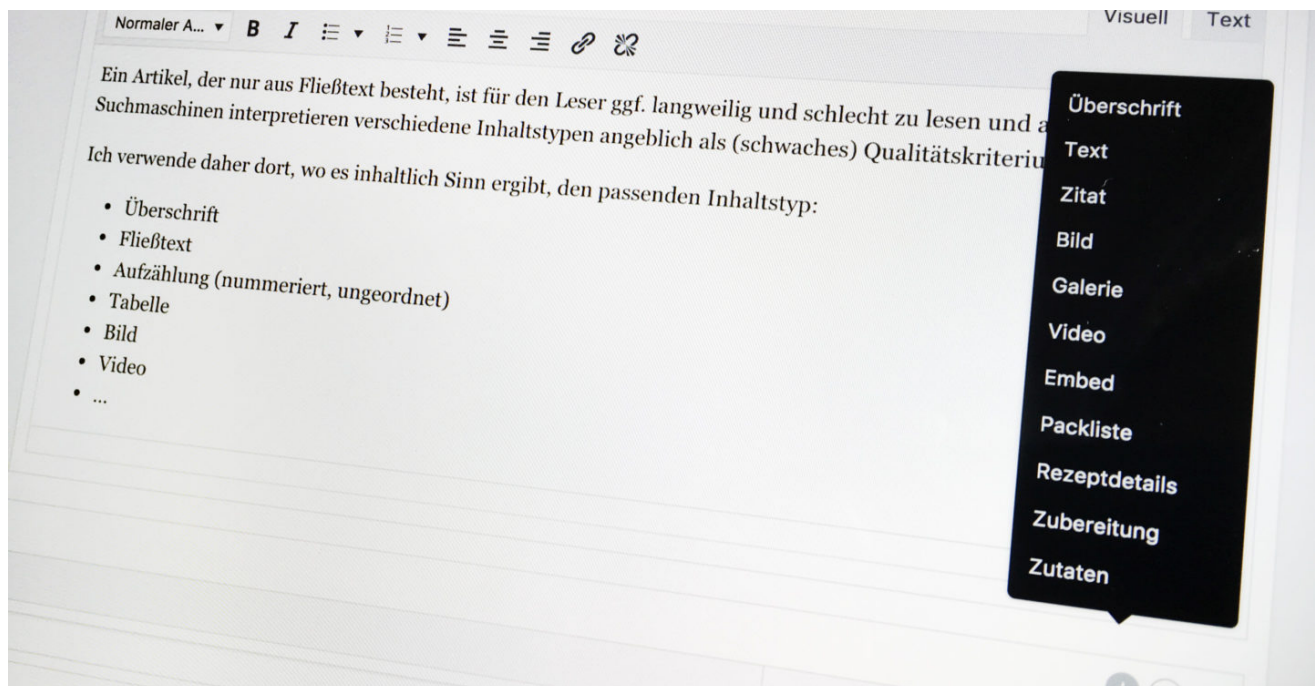 Normaler A...
B I
Visuell Text
Ein Artikel, der nur aus Fließtext besteht, ist für den Leser ggf. langweilig und schlecht zu lesen und
Suchmaschinen interpretieren verschiedene Inhaltstypen angeblich als (schwaches)
Ich verwende daher dort, wo es inhaltlich Sinn ergibt, den passenden Inhaltstyp:
• Überschrift
• Fließtext
• Aufzählung (nummeriert, ungeordnet)
• Tabelle
• Bild
• Video
• ...
Überschrift
Text
Zitat
Bild
Galerie
Video
Embed
Packliste
Rezeptdetails
Zubereitung
Zutaten